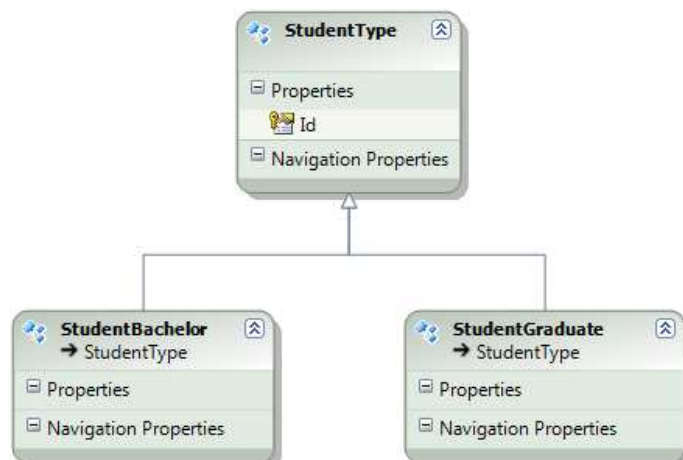 StudentType
Properties
Id
Navigation Properties
StudentBachelor
→ StudentType
Properties
Navigation Properties
StudentGraduate
→ StudentType
Properties
Navigation Properties